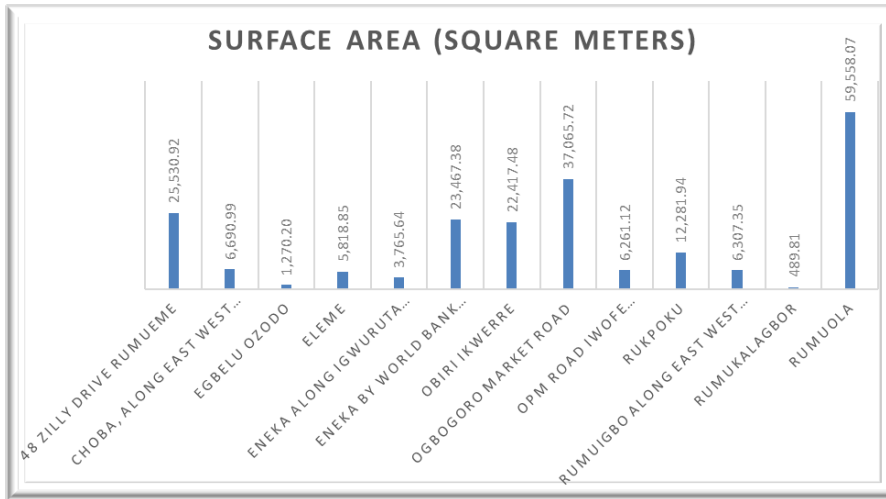 SURFACE AREA (SQUARE METERS)
25,530.92
6,690.99
1,270.20
5,818.85
3,765.64
23,467.38
22,417.48
37,065.72
6,261.12
12,281.94
6,307.35
489.81
59,558.07
48 ZILLY DRIVE RUMUEME
CHOBA, ALONG EAST WEST...
EGBELU OZODO
ELEME
ENEKA ALONG IGWURUTA...
ENEKA BY WORLD BANK...
OBIRI IKWERRE
OGBOGORO MARKET ROAD
OPM ROAD IWOFE...
RUKPOKU
RUMUIGBO ALONG EAST WEST...
RUMUKALAGBOR
RUMUOLA